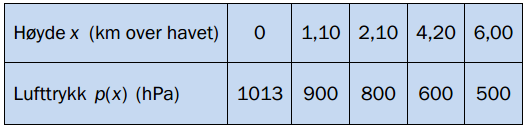 Høyde x (km over havet) 0 1,10 2,10 4,20 6,00
Lufttrykk p(x) (hPa) 1013 900 800 600 500